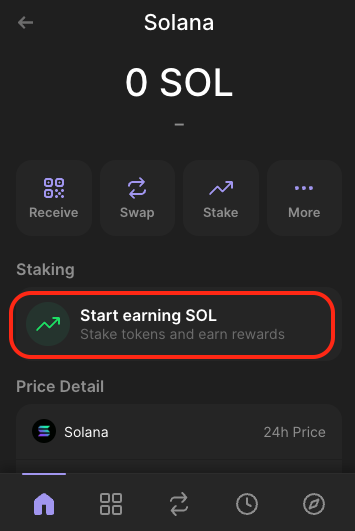 Solana
0 SOL
–
Receive Swap Stake More
Staking
Start earning SOL
Stake tokens and earn rewards
Price Detail
Solana 24h Price